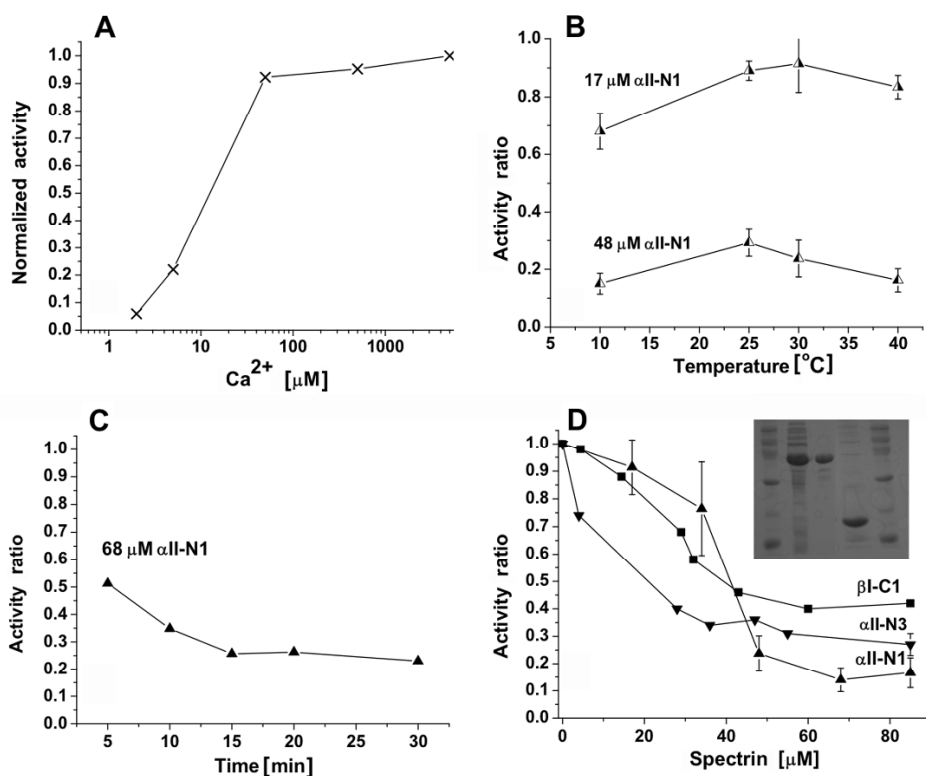 A
1.0
0.9
0.8
0.7
0.6
0.5
0.4
0.3
0.2
0.1
0.0
Normalized activity
1 10 100 1000
Ca2+ [μM]
B
1.0
0.8
0.6
0.4
0.2
0.0
Activity ratio
17 μM αII-N1
48 μM αII-N1
10 15 20 25 30 35 40
Temperature [oC]
C
1.0
0.9
0.8
0.7
0.6
0.5
0.4
0.3
0.2
0.1
0.0
Activity ratio
68 μM αII-N1
5 10 15 20 25 30
Time [min]
D
1.0
0.9
0.8
0.7
0.6
0.5
0.4
0.3
0.2
0.1
0.0
Activity ratio
βI-C1
αII-N3
αII-N1
0 20 40 60 80
Spectrin [μM]